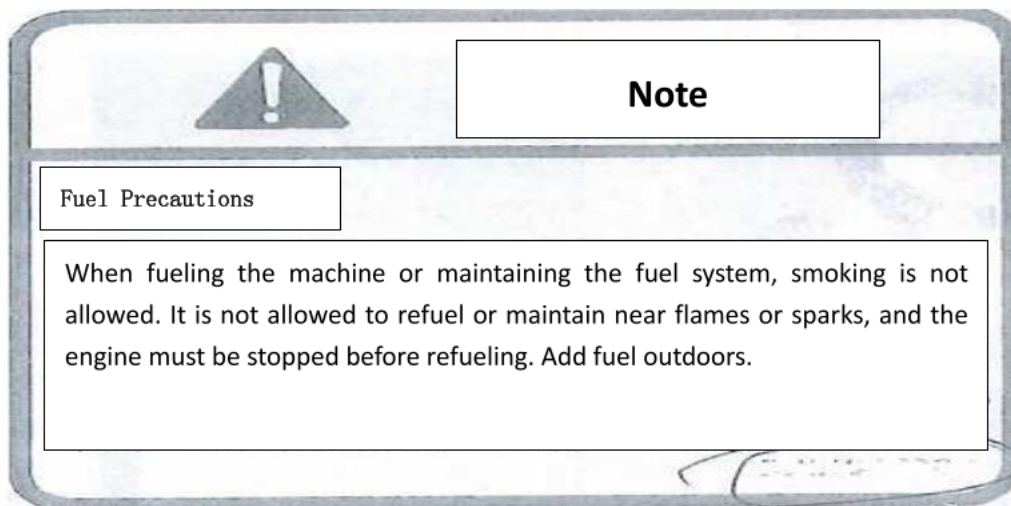 Note
Fuel Precautions
When fueling the machine or maintaining the fuel system, smoking is not
allowed. It is not allowed to refuel or maintain near flames or sparks, and the
engine must be stopped before refueling. Add fuel outdoors.